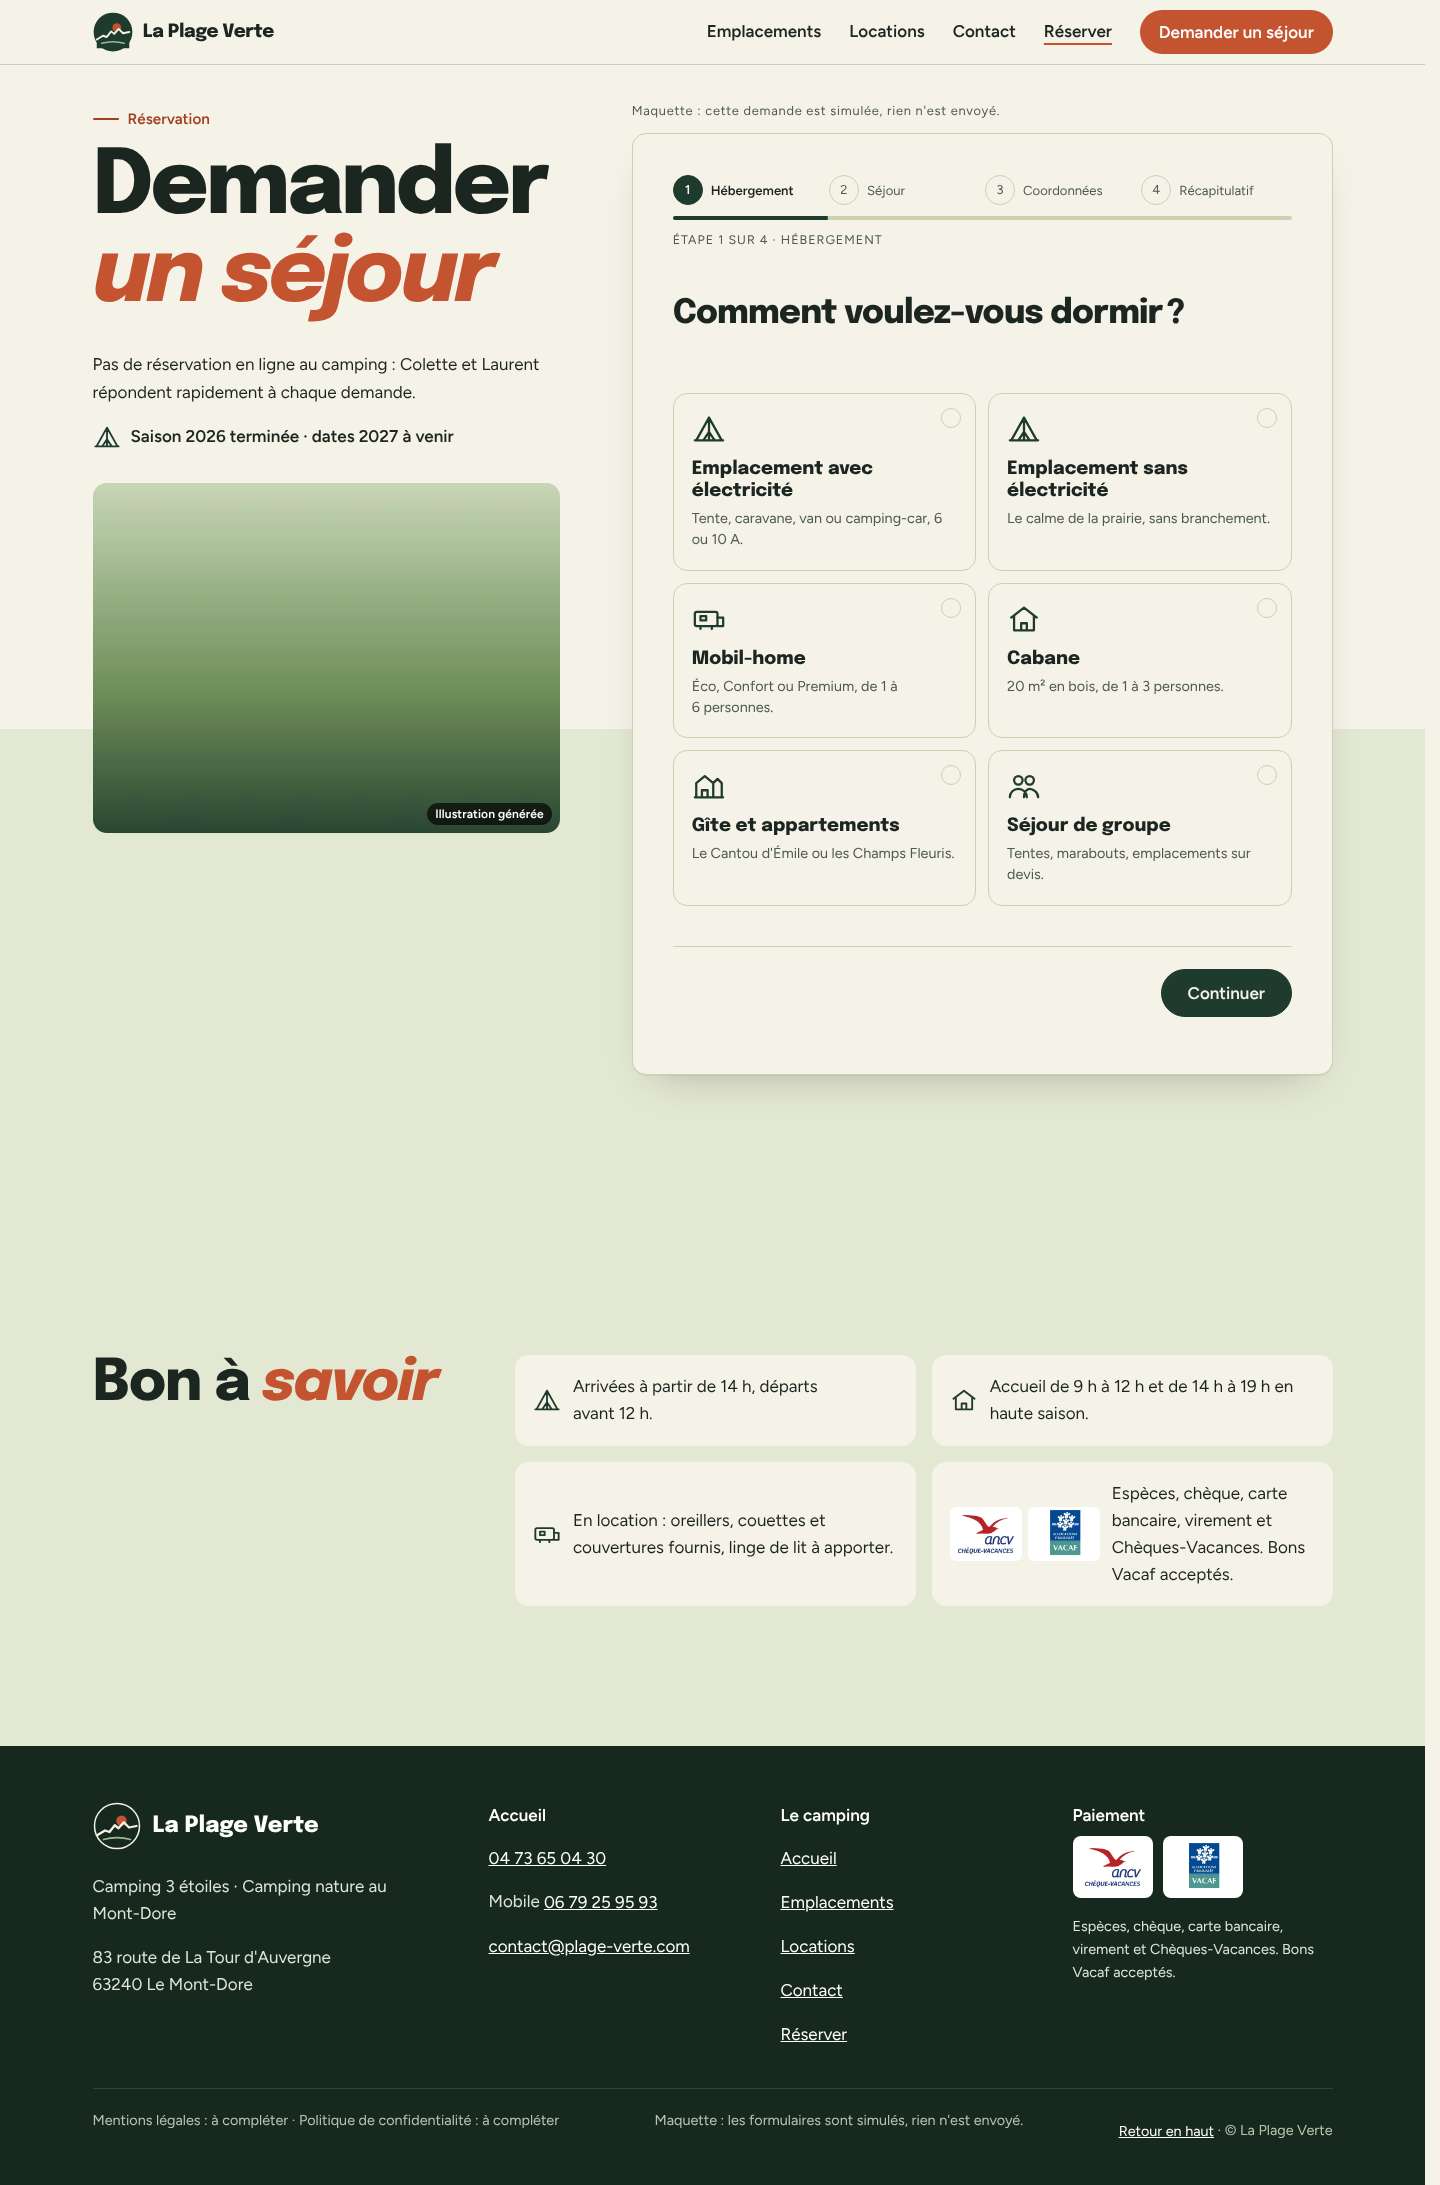 La Plage Verte
Emplacements
Locations
Contact
Réserver
Demander un séjour
Réservation
Demander
un séjour
Pas de réservation en ligne au camping : Colette et Laurent
répondent rapidement à chaque demande.
Saison 2026 terminée · dates 2027 à venir
Illustration générée
Maquette : cette demande est simulée, rien n'est envoyé.
1 Hébergement
2 Séjour
3 Coordonnées
4 Récapitulatif
ÉTAPE 1 SUR 4 · HÉBERGEMENT
Comment voulez-vous dormir ?
Emplacement avec
électricité
Tente, caravane, van ou camping-car, 6
ou 10 A.
Emplacement sans
électricité
Le calme de la prairie, sans branchement.
Mobil-home
Éco, Confort ou Premium, de 1 à
6 personnes.
Cabane
20 m² en bois, de 1 à 3 personnes.
Gîte et appartements
Le Cantou d'Émile ou les Champs Fleuris.
Séjour de groupe
Tentes, marabouts, emplacements sur
devis.
Continuer
Bon à savoir
Arrivées à partir de 14 h, départs
avant 12 h.
Accueil de 9 h à 12 h et de 14 h à 19 h en
haute saison.
En location : oreillers, couettes et
couvertures fournis, linge de lit à apporter.
ancv
CHÈQUE-VACANCES
VACAF
Espèces, chèque, carte
bancaire, virement et
Chèques-Vacances. Bons
Vacaf acceptés.
La Plage Verte
Camping 3 étoiles · Camping nature au
Mont-Dore
83 route de La Tour d'Auvergne
63240 Le Mont-Dore
Accueil
04 73 65 04 30
Mobile 06 79 25 95 93
contact@plage-verte.com
Le camping
Accueil
Emplacements
Locations
Contact
Réserver
Paiement
ancv
CHÈQUE-VACANCES
VACAF
Espèces, chèque, carte bancaire,
virement et Chèques-Vacances. Bons
Vacaf acceptés.
Mentions légales : à compléter · Politique de confidentialité : à compléter
Maquette : les formulaires sont simulés, rien n'est envoyé.
Retour en haut · © La Plage Verte